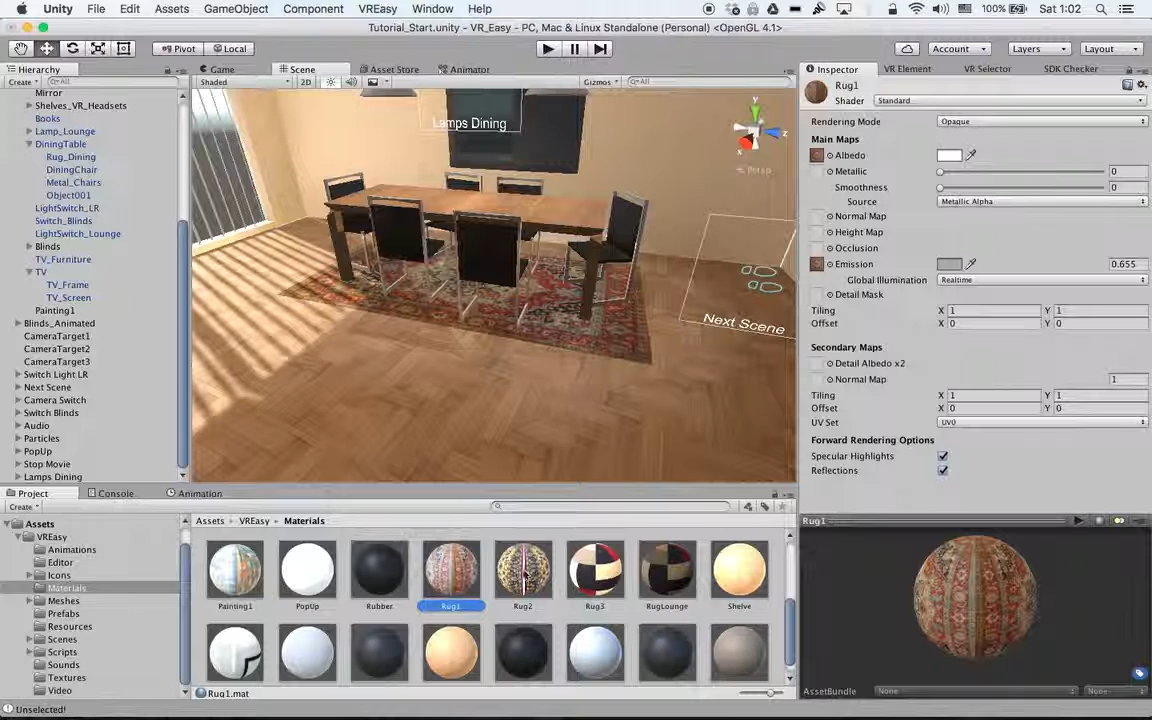 Unity File Edit Assets GameObject Component VREasy Window Help 100% Sat 1:02
Tutorial_Start.unity - VR_Easy - PC, Mac & Linux Standalone (Personal) <OpenGL 4.1>
Pivot Local Account Layers Layout
Hierarchy Game Scene Asset Store Animator Inspector VR Element VR Selector SDK Checker
Create All Shaded 2D Gizmos All
Rug1
Shader Standard
Mirror
Shelves_VR_Headsets
Books
Lamp_Lounge
DiningTable
Rug_Dining
DiningChair
Metal_Chairs
Object001
LightSwitch_LR
Switch_Blinds
LightSwitch_Lounge
Blinds
TV_Furniture
TV
TV_Frame
TV_Screen
Painting1
Blinds_Animated
CameraTarget1
CameraTarget2
CameraTarget3
Switch Light LR
Next Scene
Camera Switch
Switch Blinds
Audio
Particles
PopUp
Stop Movie
Lamps Dining
Lamps Dining
y
z
x
Persp
Next Scene
Rendering Mode Opaque
Main Maps
Albedo
Metallic 0
Smoothness 0
Source Metallic Alpha
Normal Map
Height Map
Occlusion
Emission 0.655
Global Illumination Realtime
Detail Mask
Tiling X 1 Y 1
Offset X 0 Y 0
Secondary Maps
Detail Albedo x2
Normal Map 1
Tiling X 1 Y 1
Offset X 0 Y 0
UV Set UV0
Forward Rendering Options
Specular Highlights
Reflections
Project Console Animation
Create
Assets
VREasy
Animations
Editor
Icons
Materials
Meshes
Prefabs
Resources
Scenes
Scripts
Sounds
Textures
Video
Assets VREasy Materials
Painting1 PopUp Rubber Rug1 Rug2 Rug3 RugLounge Shelve
Rug1.mat
Rug1
AssetBundle None None
Unselected!